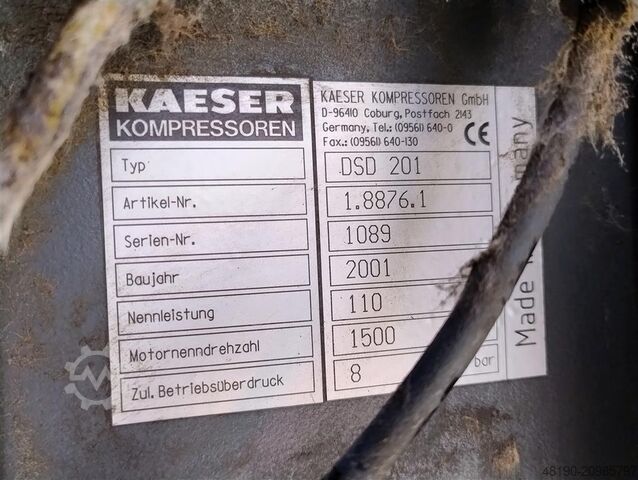 KAESER
KOMPRESSOREN
KAESER KOMPRESSOREN GmbH
D-96410 Coburg, Postfach 2143
Germany, Tel.: (09561) 640-0
Fax.: (09561) 640-130
CE
Typ DSD 201
Artikel-Nr. 1.8876.1
Serien-Nr. 1089
Baujahr 2001
Nennleistung 110
Motornenndrehzahl 1500
Zul. Betriebsüberdruck 8 bar
Made
48190-20965792